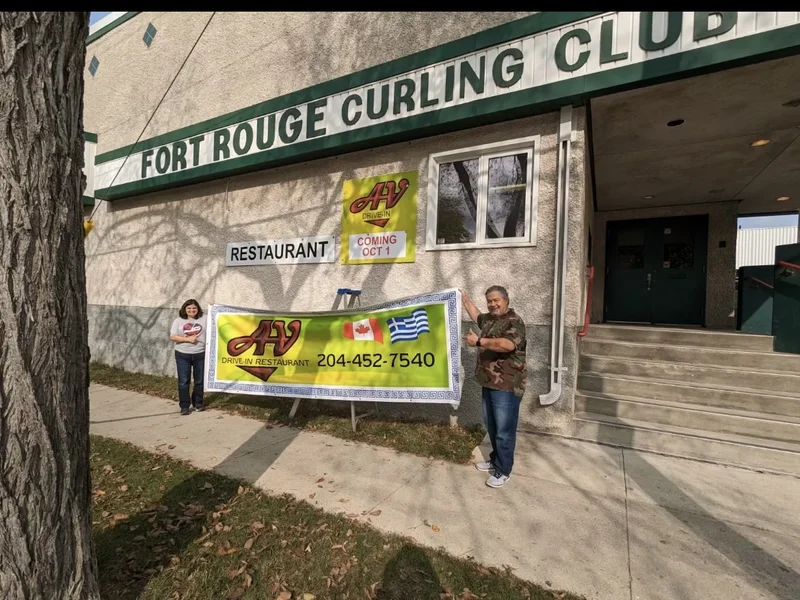 FORT ROUGE CURLING CLUB
AV
DRIVE-IN
COMING
OCT 1
RESTAURANT
AV
DRIVE-IN RESTAURANT
204-452-7540